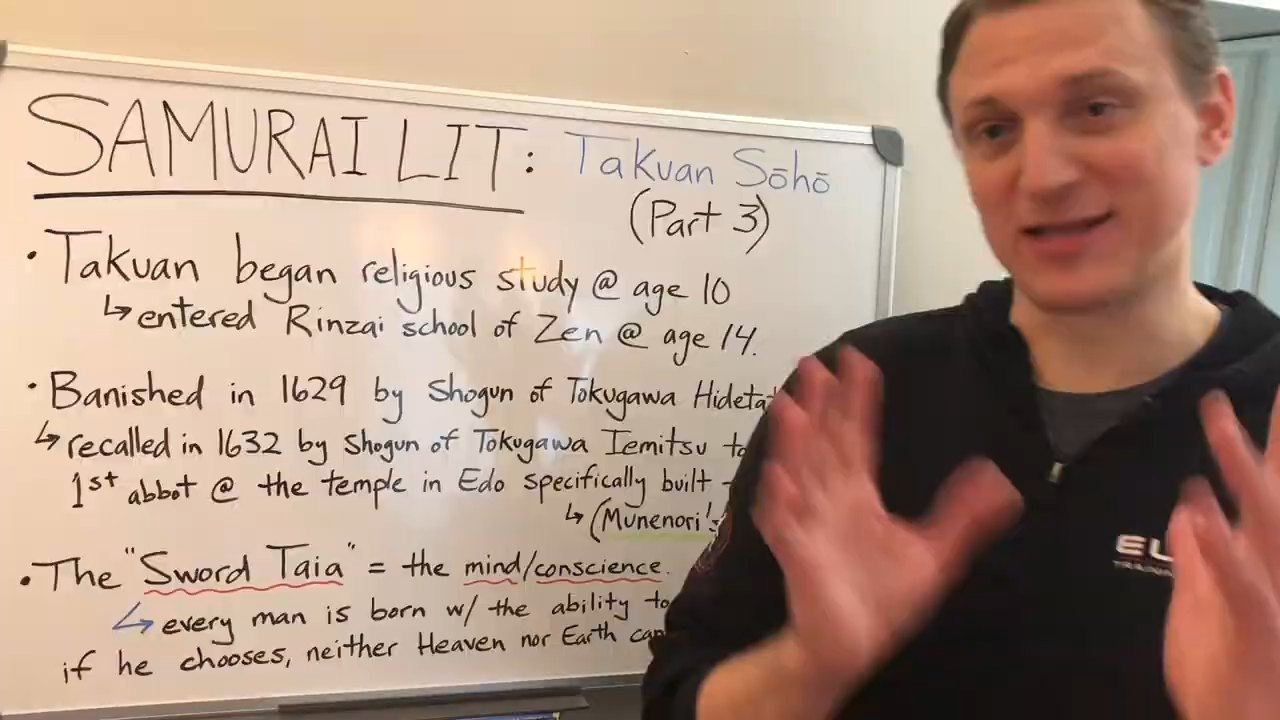 SAMURAI LIT: Takuan Sōhō
(Part 3)
• Takuan began religious study @ age 10
↳ entered Rinzai school of Zen @ age 14.
• Banished in 1629 by Shogun of Tokugawa
↳ recalled in 1632 by Shogun of Tokugawa Iemitsu to
1st abbot @ the temple in Edo specifically built
↳ (Munenori's
• The "Sword Taia" = the mind/conscience.
↳ every man is born w/ the ability to
if he chooses, neither Heaven nor Earth can